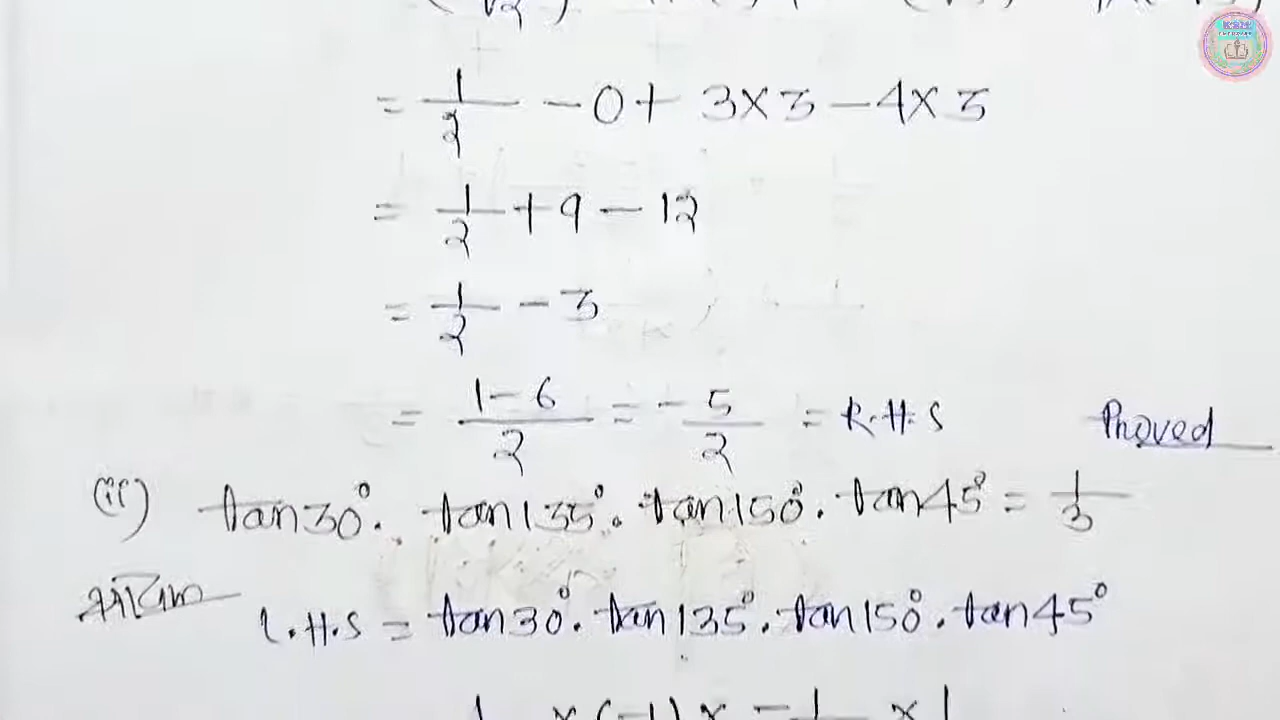 = 1/2 - 0 + 3×3 - 4×3
= 1/2 + 9 - 12
= 1/2 - 3
= (1-6)/2 = -5/2 = R.H.S Proved
(ii) tan30°. tan135°. tan150°. tan45° = 1/3
L.H.S = tan30°. tan135°. tan150°. tan45°